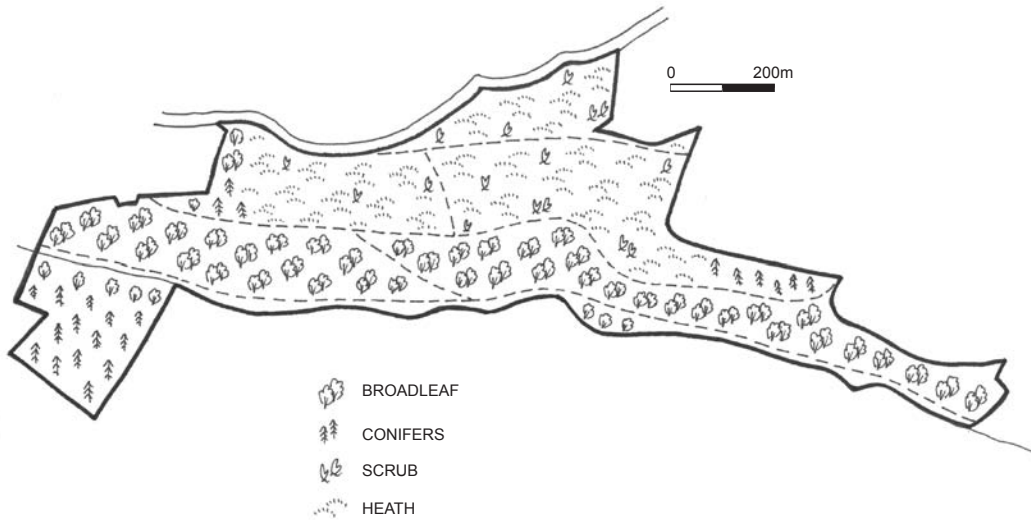 0 200m
BROADLEAF
CONIFERS
SCRUB
HEATH